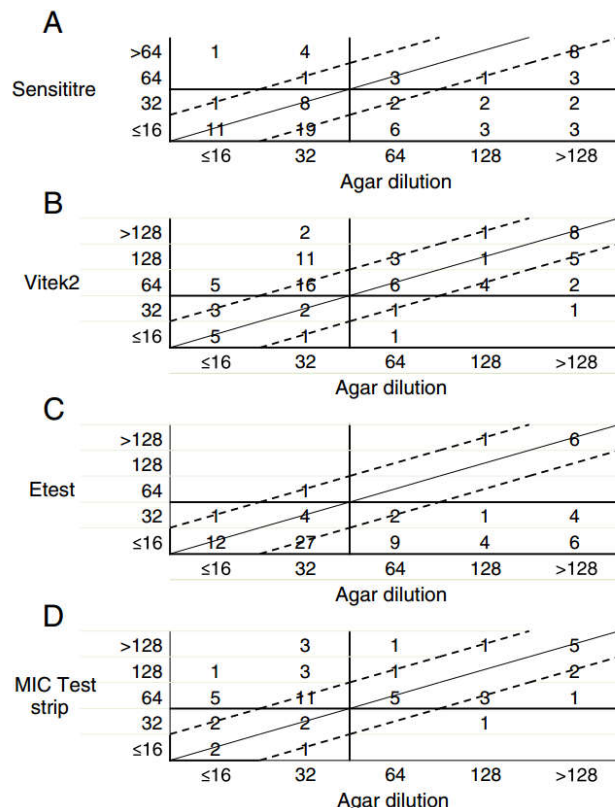 A
Sensititre
>64 1 4 8
64 1 3 1 3
32 1 8 2 2 2
≤16 11 19 6 3 3
≤16 32 64 128 >128
Agar dilution
B
Vitek2
>128 2 1 8
128 11 3 1 5
64 5 16 6 4 2
32 3 2 1 1
≤16 5 1 1
≤16 32 64 128 >128
Agar dilution
C
Etest
>128 1 6
128
64 1
32 1 4 2 1 4
≤16 12 27 9 4 6
≤16 32 64 128 >128
Agar dilution
D
MIC Test
strip
>128 3 1 1 5
128 1 3 1 2
64 5 11 5 3 1
32 2 2 1
≤16 2 1
≤16 32 64 128 >128
Agar dilution